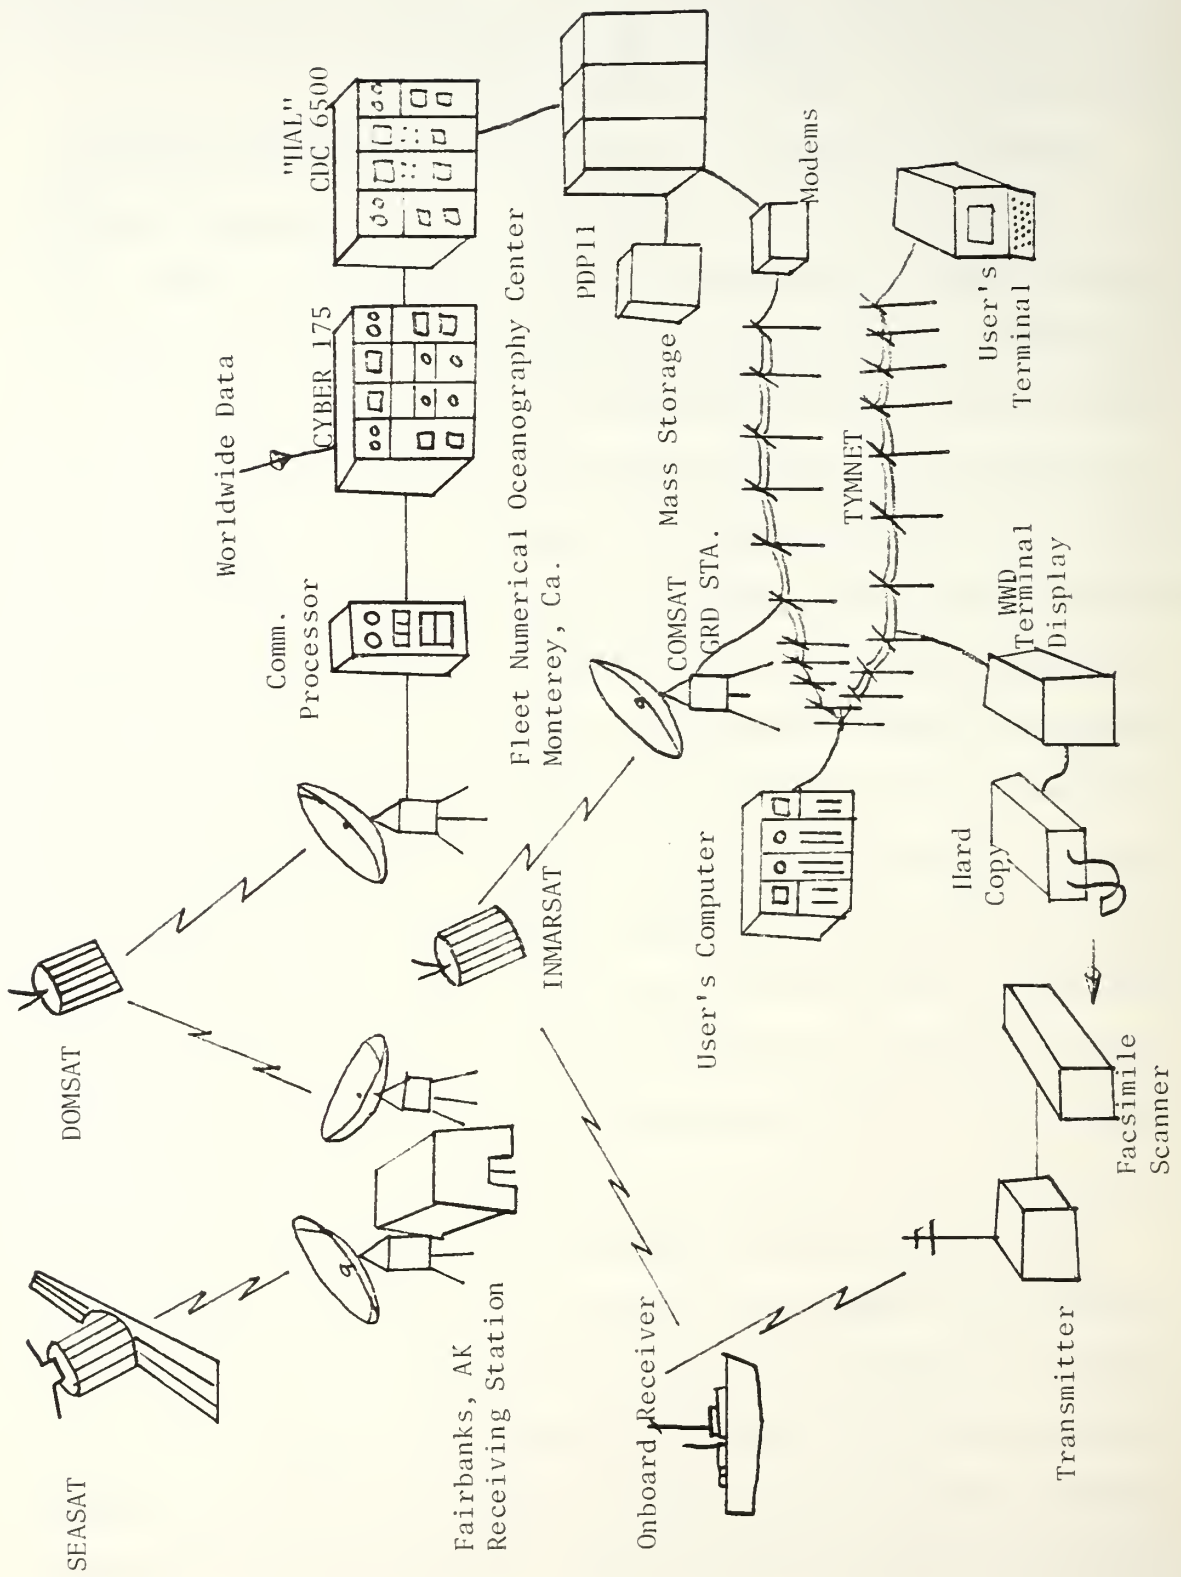 SEASAT
DOMSAT
Fairbanks, AK
Receiving Station
Comm.
Processor
Worldwide Data
CYBER 175
"HAL"
CDC 6500
Fleet Numerical Oceanography Center
Monterey, Ca.
INMARSAT
Onboard Receiver
COMSAT
GRD STA.
Mass Storage
PDP11
Modems
User's Computer
TYMNET
User's
Terminal
WWD
Terminal
Display
Hard
Copy
Facsimile
Scanner
Transmitter